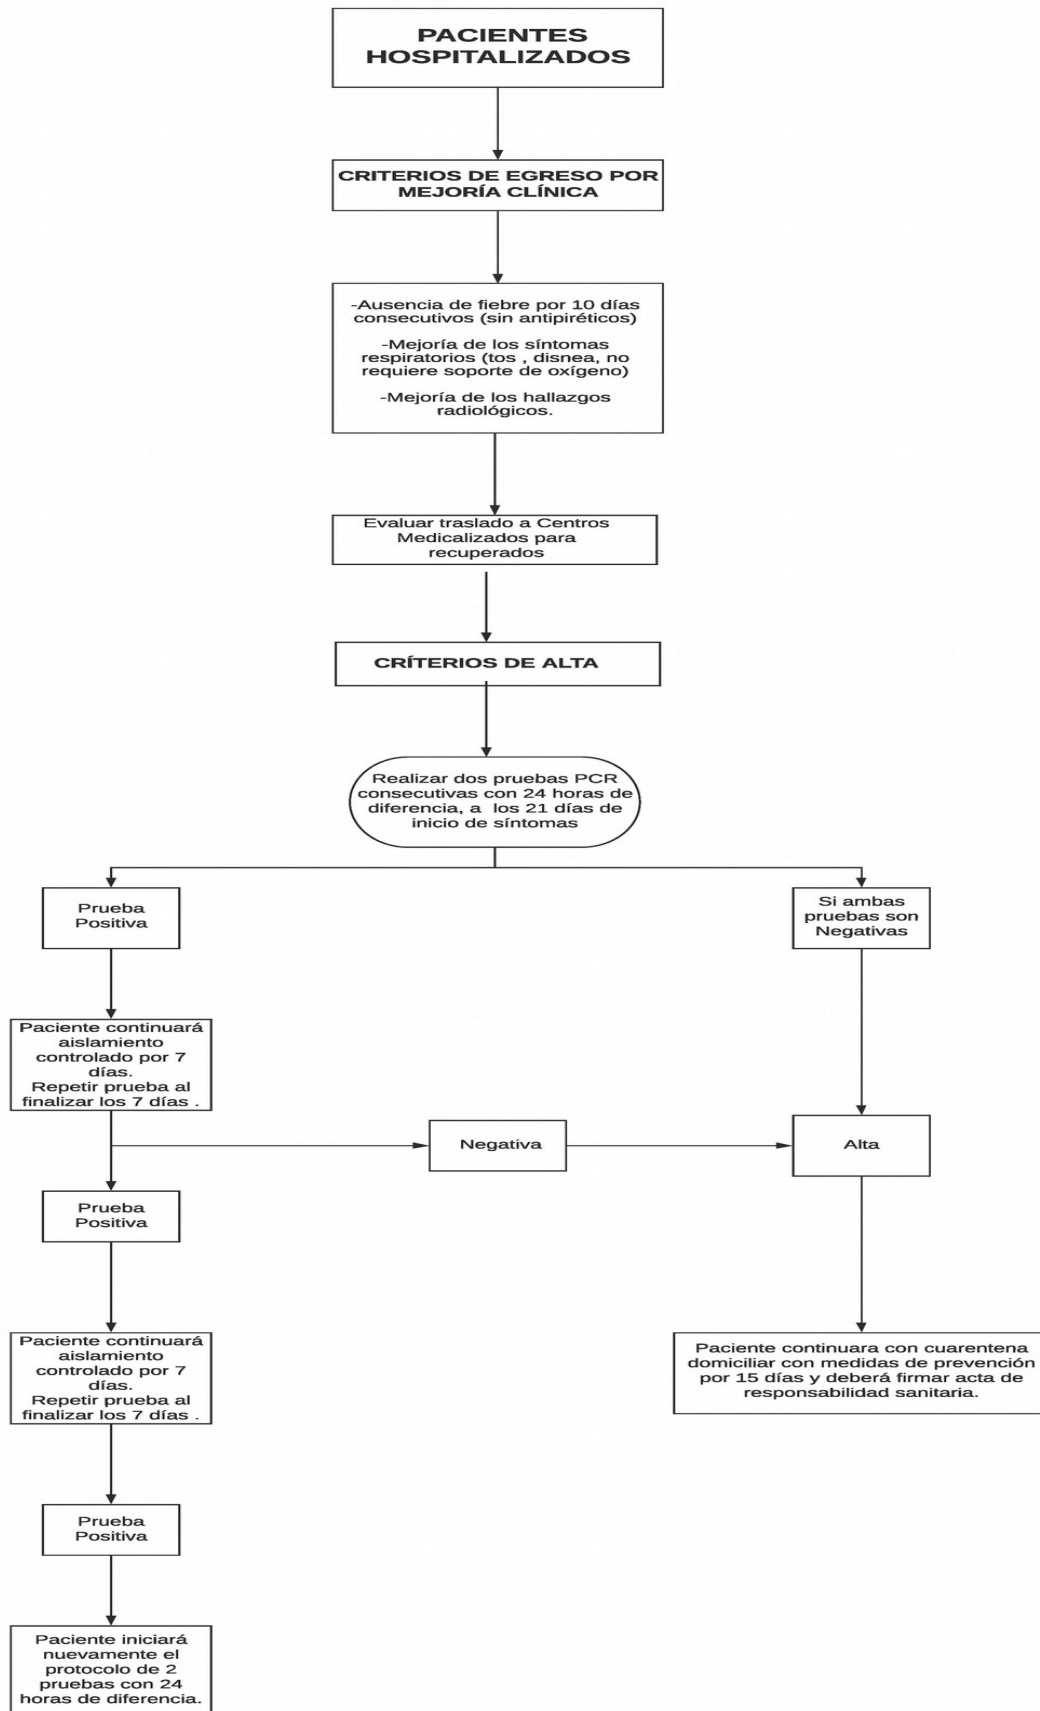 PACIENTES
HOSPITALIZADOS
CRITERIOS DE EGRESO POR
MEJORÍA CLÍNICA
-Ausencia de fiebre por 10 días
consecutivos (sin antipiréticos)
-Mejoría de los síntomas
respiratorios (tos , disnea, no
requiere soporte de oxígeno)
-Mejoría de los hallazgos
radiológicos.
Evaluar traslado a Centros
Medicalizados para
recuperados
CRÍTERIOS DE ALTA
Realizar dos pruebas PCR
consecutivas con 24 horas de
diferencia, a los 21 días de
inicio de síntomas
Prueba
Positiva
Si ambas
pruebas son
Negativas
Paciente continuará
aislamiento
controlado por 7
días.
Repetir prueba al
finalizar los 7 días .
Negativa
Alta
Prueba
Positiva
Paciente continuará
aislamiento
controlado por 7
días.
Repetir prueba al
finalizar los 7 días .
Paciente continuara con cuarentena
domiciliar con medidas de prevención
por 15 días y deberá firmar acta de
responsabilidad sanitaria.
Prueba
Positiva
Paciente iniciará
nuevamente el
protocolo de 2
pruebas con 24
horas de diferencia.